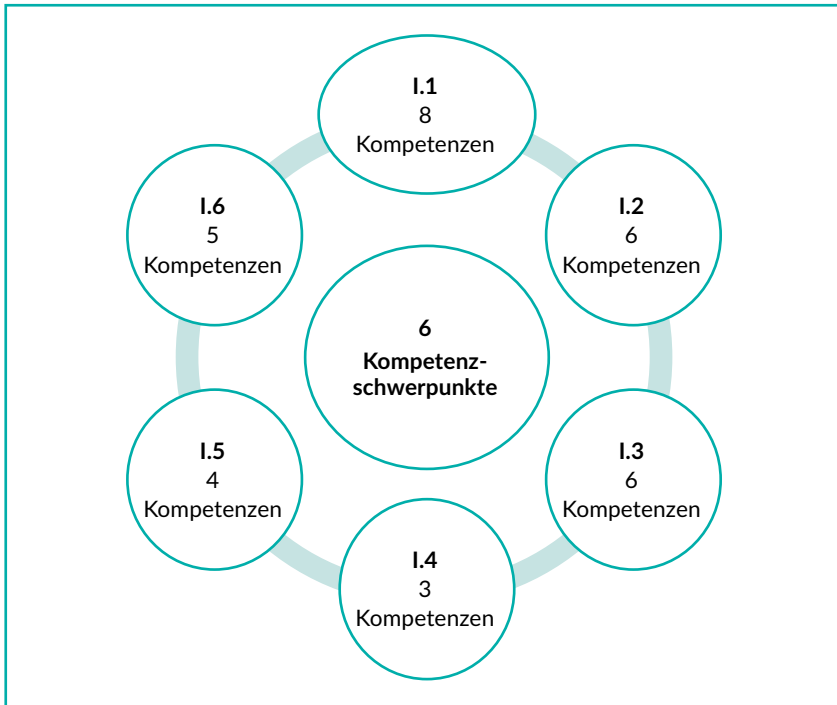 I.1
8
Kompetenzen
I.2
6
Kompetenzen
I.3
6
Kompetenzen
I.4
3
Kompetenzen
I.5
4
Kompetenzen
I.6
5
Kompetenzen
6
Kompetenz-
schwerpunkte